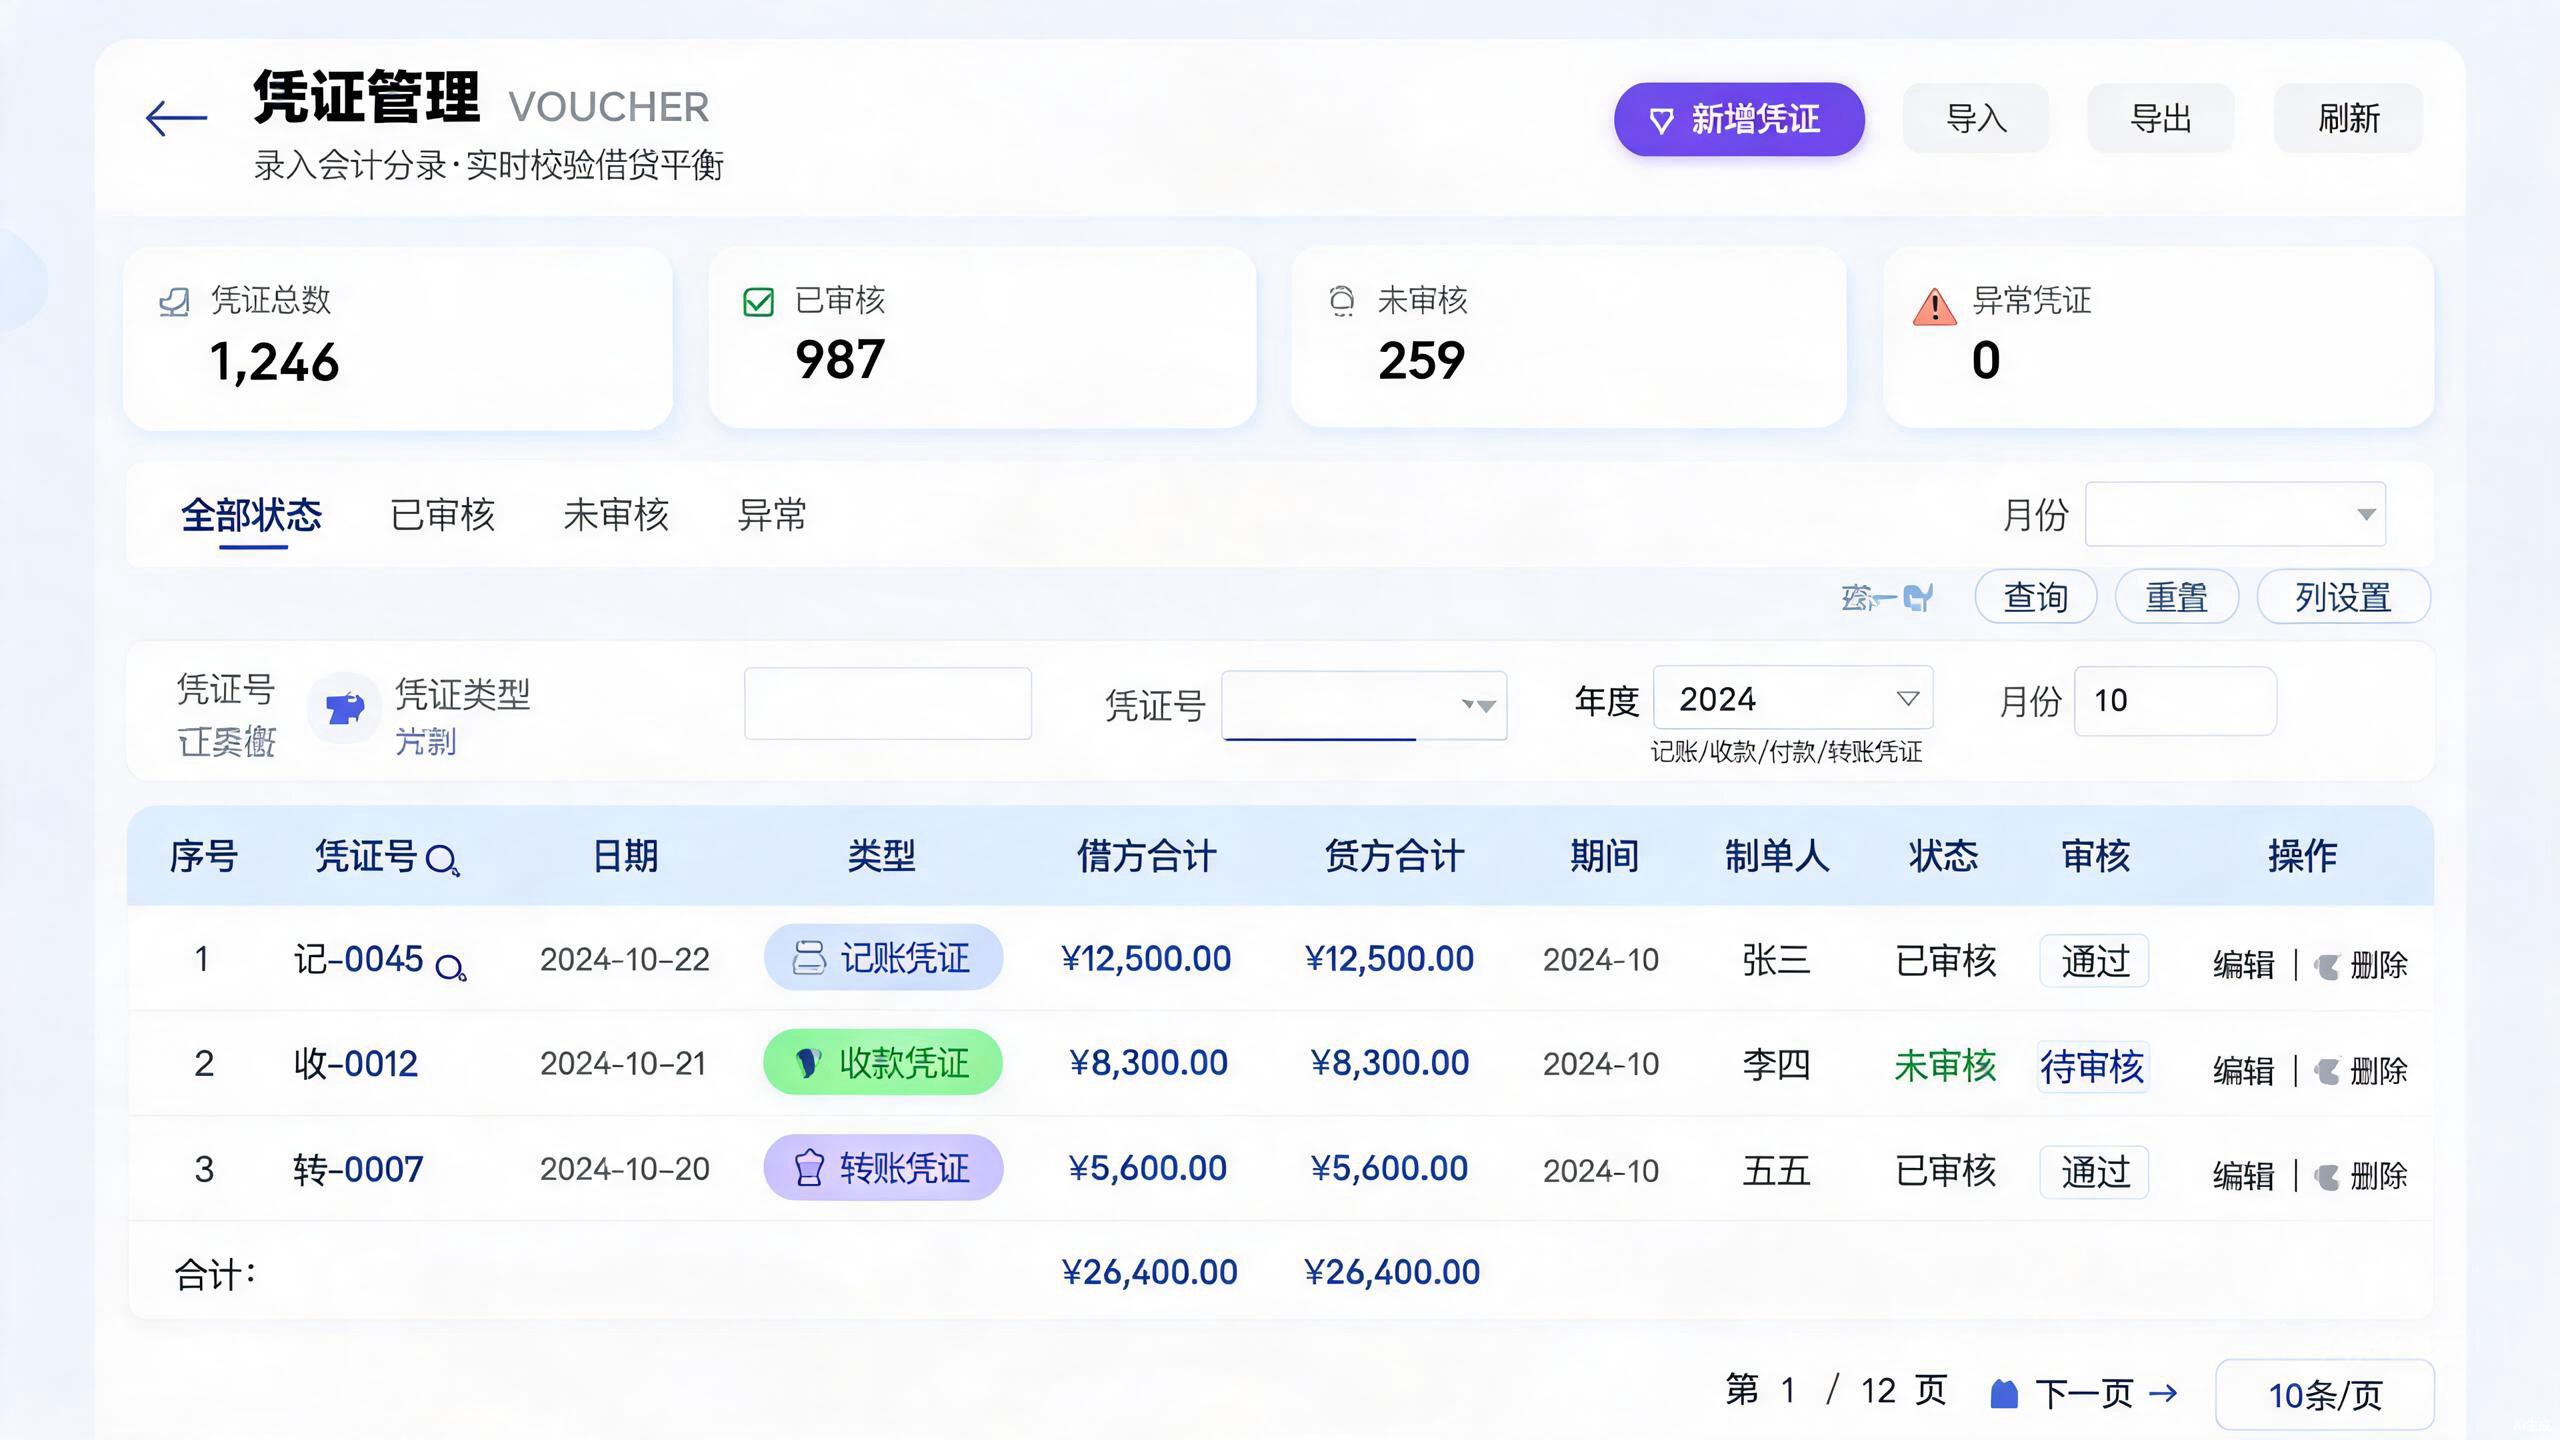 凭证管理 VOUCHER
录入会计分录·实时校验借贷平衡
新增凭证 导入 导出 刷新
凭证总数
1,246
已审核
987
未审核
259
异常凭证
0
全部状态 已审核 未审核 异常 月份
查询 重置 列设置
凭证号 凭证类型 凭证号 年度 2024 月份 10
记账/收款/付款/转账凭证
序号 凭证号 日期 类型 借方合计 贷方合计 期间 制单人 状态 审核 操作
1 记-0045 2024-10-22 记账凭证 ¥12,500.00 ¥12,500.00 2024-10 张三 已审核 通过 编辑 | 删除
2 收-0012 2024-10-21 收款凭证 ¥8,300.00 ¥8,300.00 2024-10 李四 未审核 待审核 编辑 | 删除
3 转-0007 2024-10-20 转账凭证 ¥5,600.00 ¥5,600.00 2024-10 五五 已审核 通过 编辑 | 删除
合计： ¥26,400.00 ¥26,400.00
第 1 / 12 页 下一页 → 10条/页